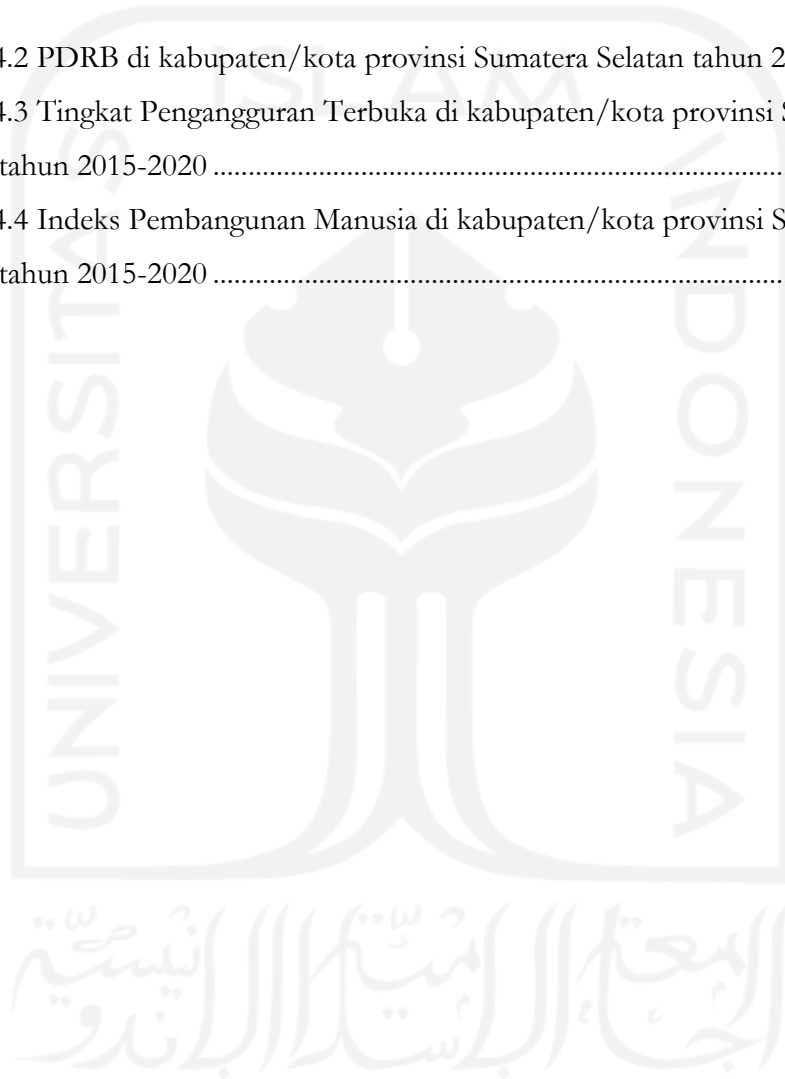 4.2 PDRB di kabupaten/kota provinsi Sumatera Selatan tahun 2
4.3 Tingkat Pengangguran Terbuka di kabupaten/kota provinsi S
tahun 2015-2020 ....................................................................................
4.4 Indeks Pembangunan Manusia di kabupaten/kota provinsi S
tahun 2015-2020 ....................................................................................
ISLAM
UNIVERSITAS
INDONESIA